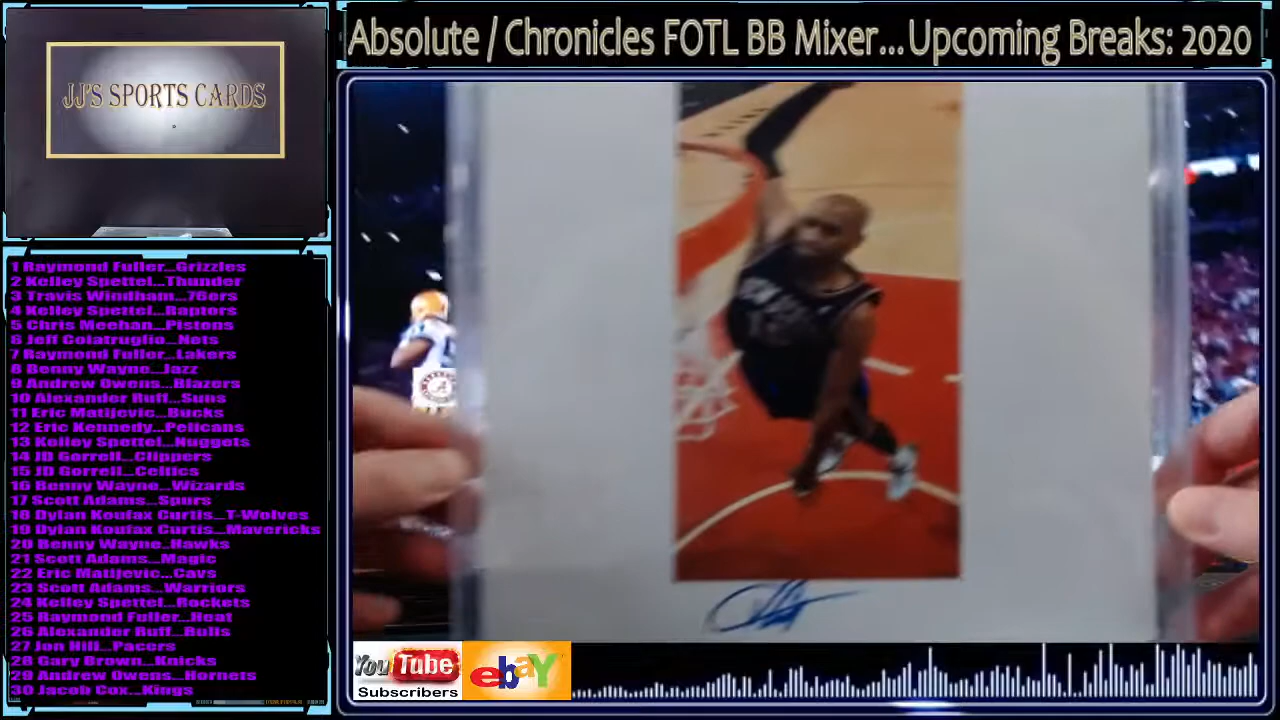 Absolute / Chronicles FOTL BB Mixer...Upcoming Breaks: 2020
JJ'S SPORTS CARDS
1 Raymond Fuller...Grizzles
2 Kelley Spettel...Thunder
3 Travis Windham...76ers
4 Kelley Spettel...Raptors
5 Chris Meehan...Pistons
6 Jeff Colatruglio...Nets
7 Raymond Fuller...Lakers
8 Benny Wayne...Jazz
9 Andrew Owens...Blazers
10 Alexander Ruff...Suns
11 Eric Matijevic...Bucks
12 Eric Kennedy...Pelicans
13 Kelley Spettel...Nuggets
14 JD Gorrell...Clippers
15 JD Gorrell...Celtics
16 Benny Wayne...Wizards
17 Scott Adams...Spurs
18 Dylan Koufax Curtis...T-Wolves
19 Dylan Koufax Curtis...Mavericks
20 Benny Wayne..Hawks
21 Scott Adams...Magic
22 Eric Matijevic...Cavs
23 Scott Adams...Warriors
24 Kelley Spettel...Rockets
25 Raymond Fuller...Heat
26 Alexander Ruff...Bulls
27 Jon Hill...Pacers
28 Gary Brown...Knicks
29 Andrew Owens...Hornets
30 Jacob Cox...Kings
YouTube
Subscribers
ebay